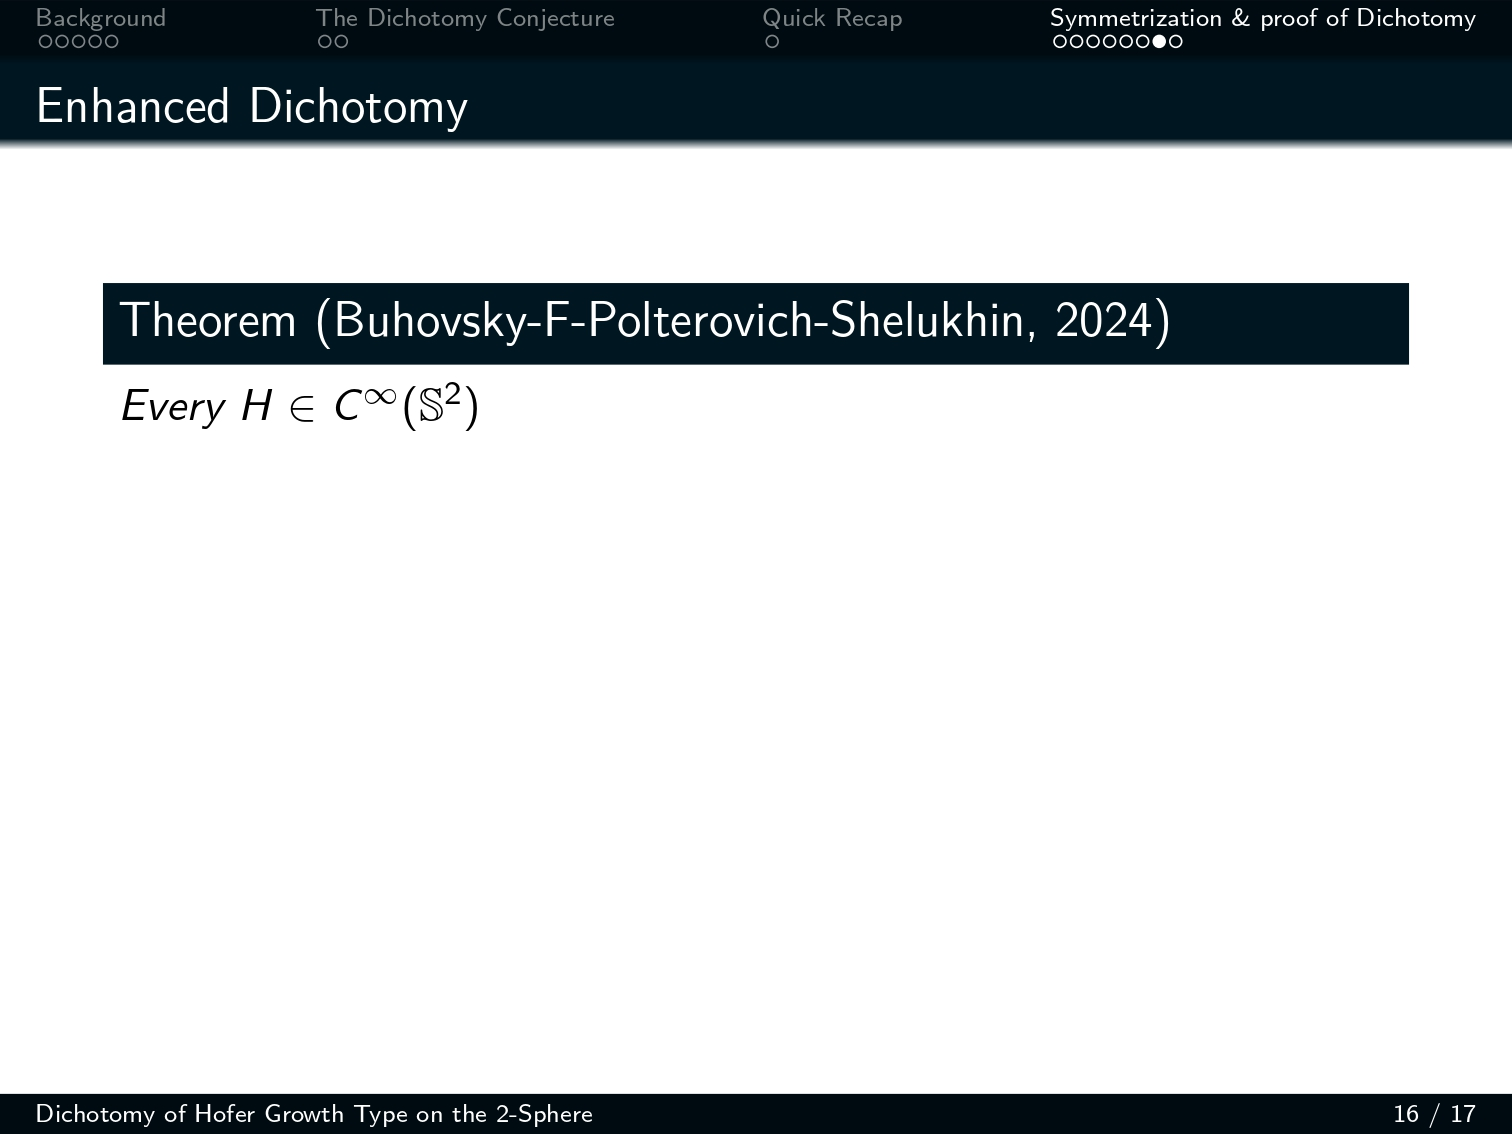 Background
The Dichotomy Conjecture
Quick Recap
Symmetrization & proof of Dichotomy
Enhanced Dichotomy
Theorem (Buhovsky-F-Polterovich-Shelukhin, 2024)
Every H ∈ C^∞(𝕊²)
Dichotomy of Hofer Growth Type on the 2-Sphere
16 / 17